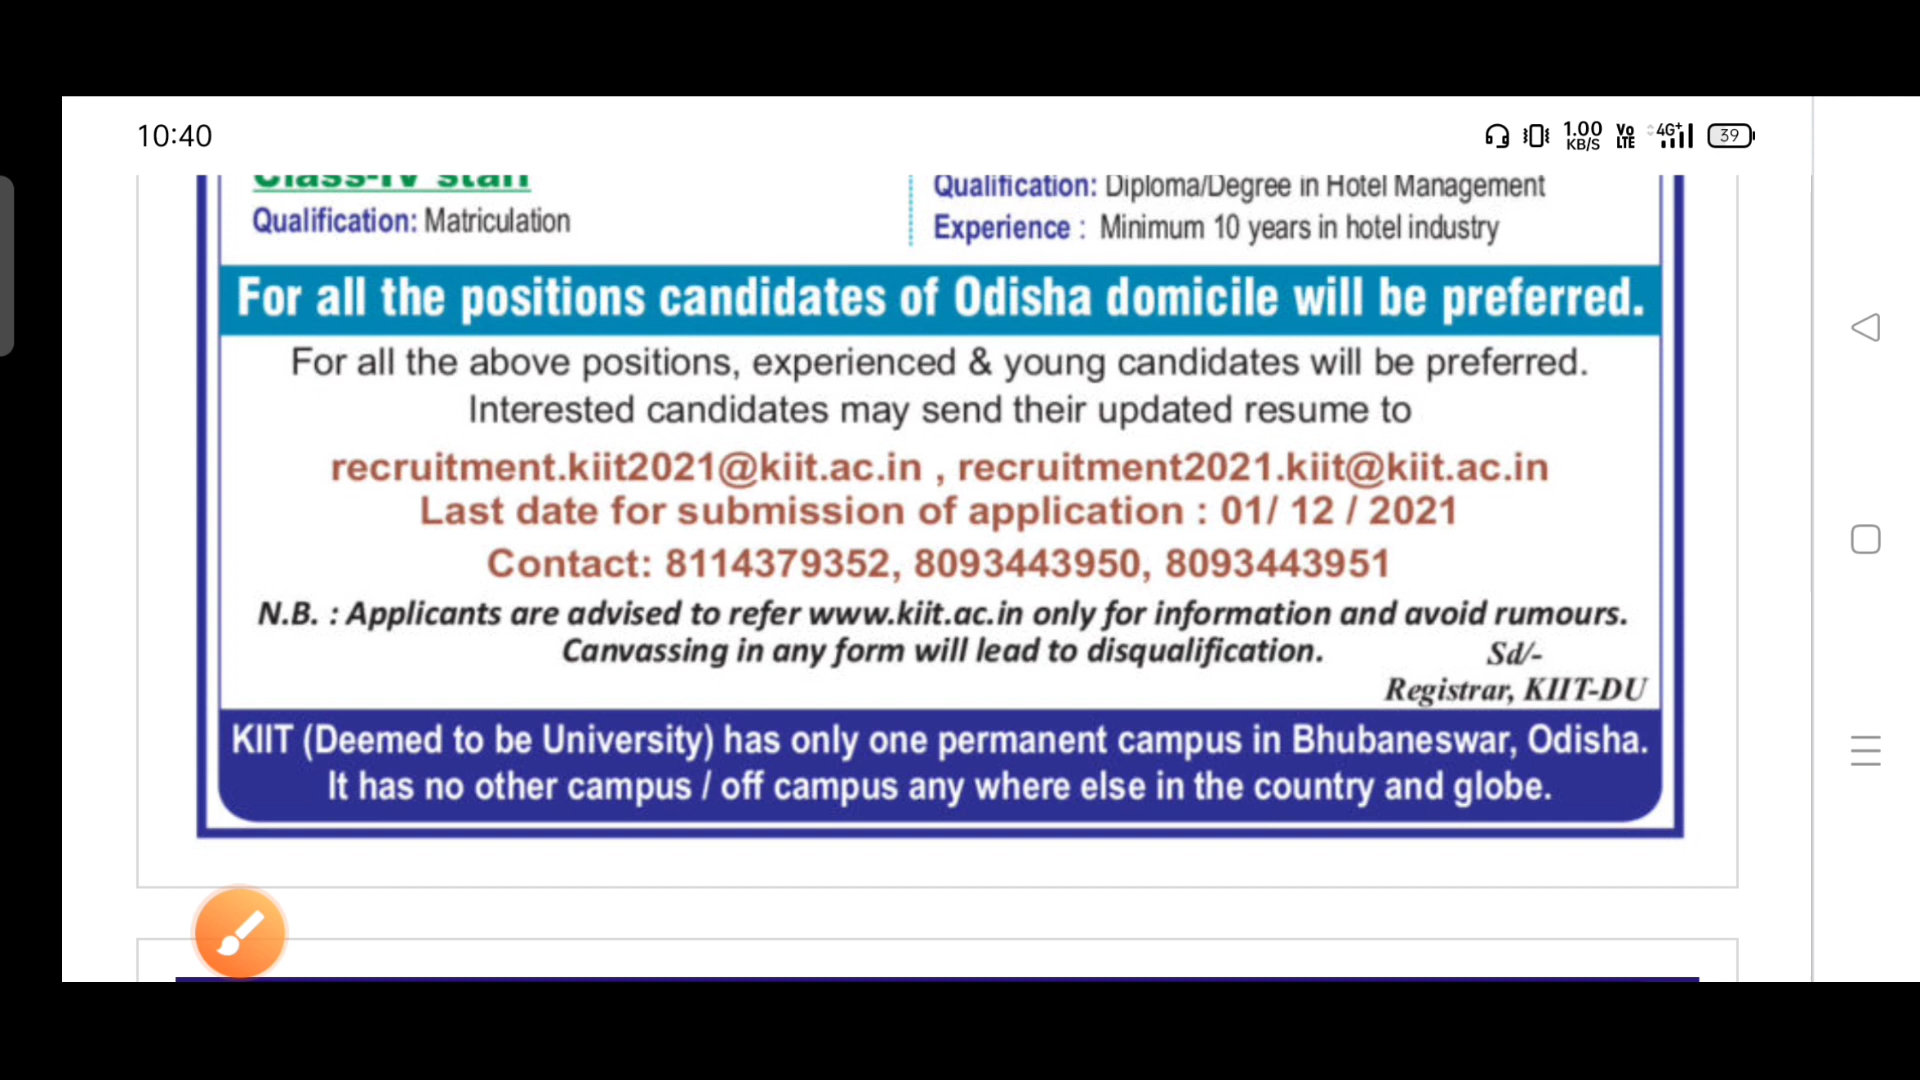 10:40
1.00
KB/S
Vo
LTE
4G+
39
Class-IV staff
Qualification: Matriculation
Qualification: Diploma/Degree in Hotel Management
Experience : Minimum 10 years in hotel industry
For all the positions candidates of Odisha domicile will be preferred.
For all the above positions, experienced & young candidates will be preferred.
Interested candidates may send their updated resume to
recruitment.kiit2021@kiit.ac.in , recruitment2021.kiit@kiit.ac.in
Last date for submission of application : 01/ 12 / 2021
Contact: 8114379352, 8093443950, 8093443951
N.B. : Applicants are advised to refer www.kiit.ac.in only for information and avoid rumours.
Canvassing in any form will lead to disqualification.
Sd/-
Registrar, KIIT-DU
KIIT (Deemed to be University) has only one permanent campus in Bhubaneswar, Odisha.
It has no other campus / off campus any where else in the country and globe.